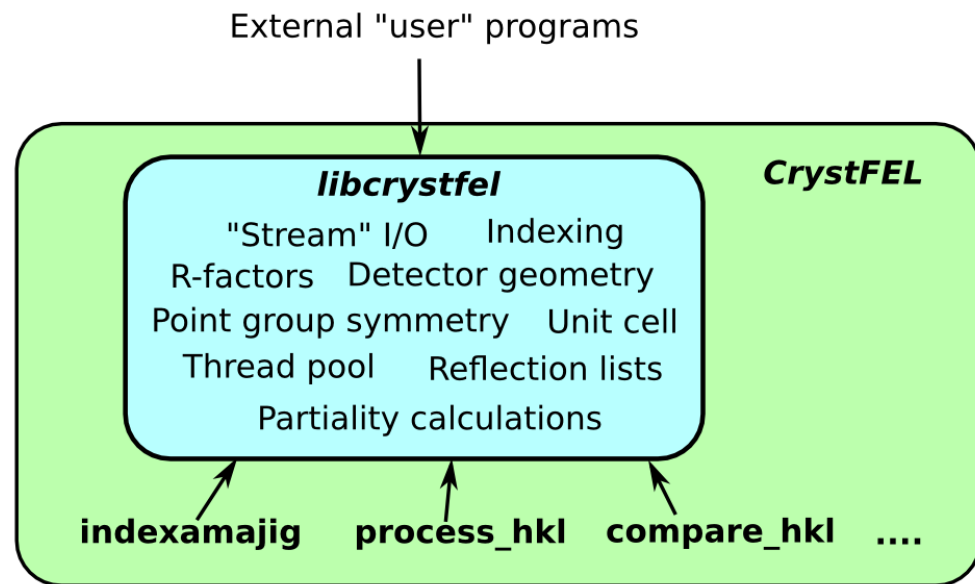 External "user" programs
CrystFEL
libcrystfel
"Stream" I/O Indexing
R-factors Detector geometry
Point group symmetry Unit cell
Thread pool Reflection lists
Partiality calculations
indexamajig process_hkl compare_hkl ....